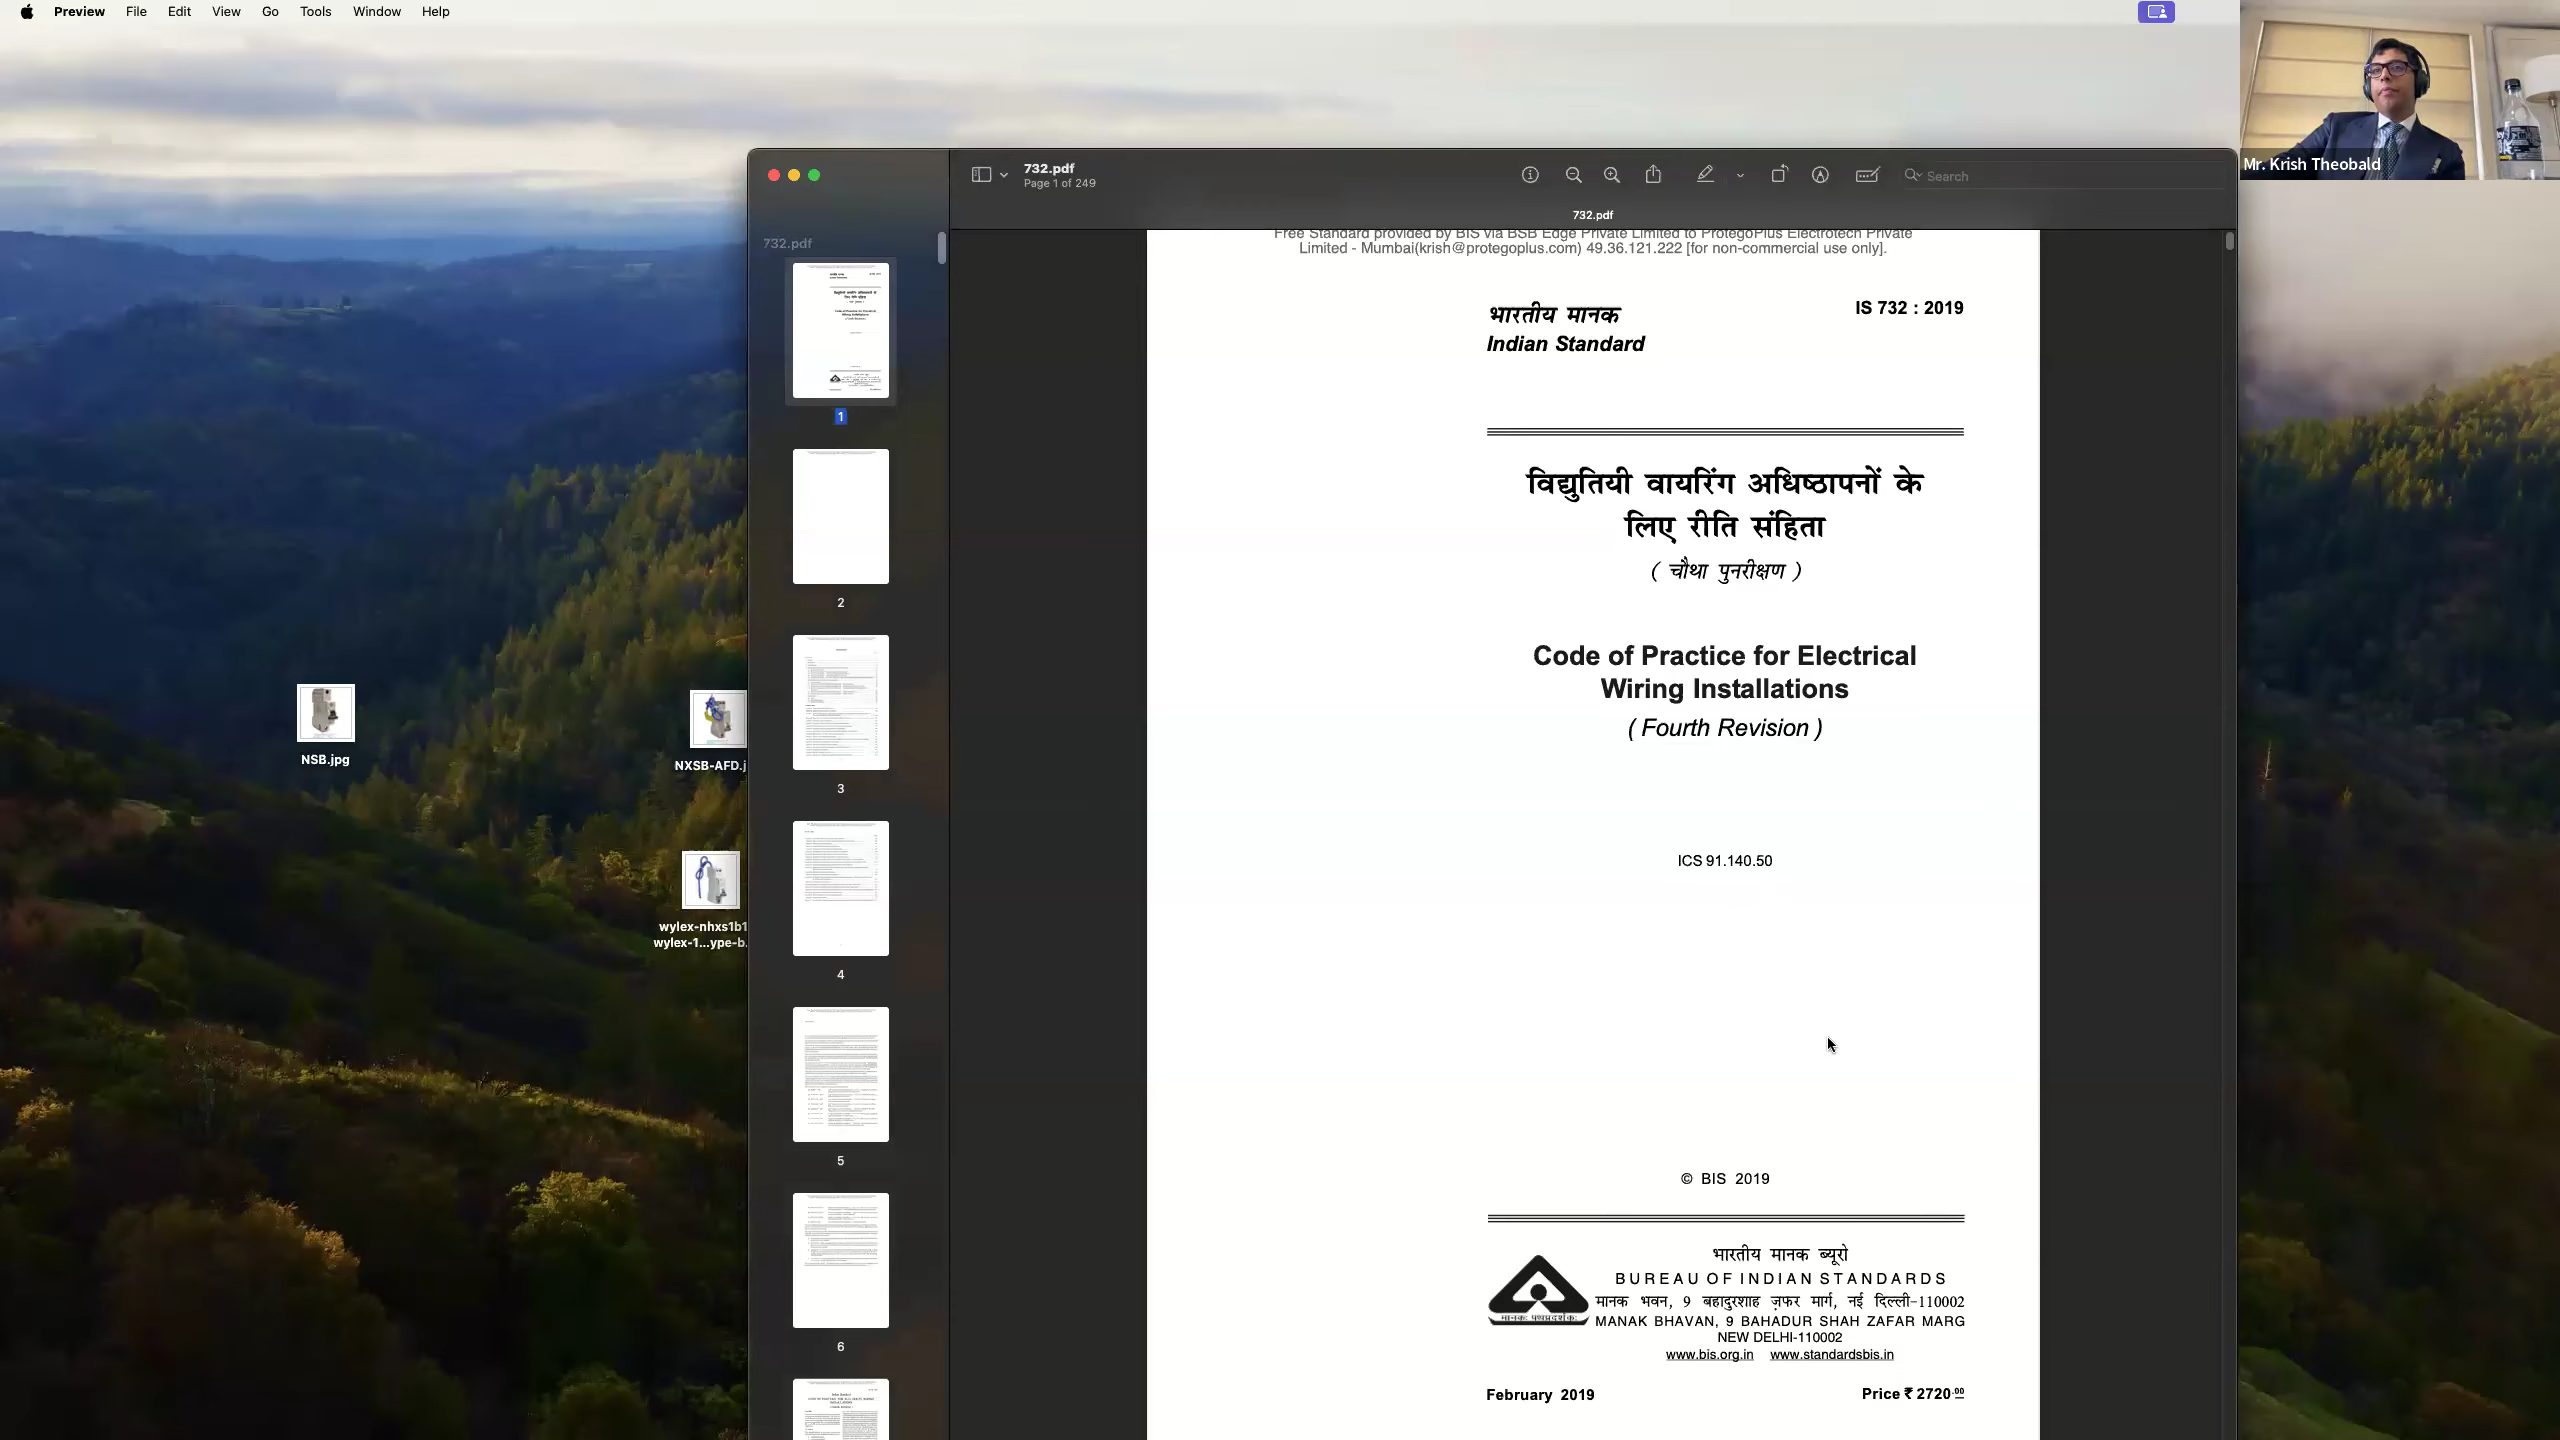 Preview File Edit View Go Tools Window Help
Mr. Krish Theobald
732.pdf
Page 1 of 249
Search
732.pdf
732.pdf
1
2
3
4
5
6
NSB.jpg
NXSB-AFD.j
wylex-nhxs1b1
wylex-1...ype-b.
Free Standard provided by BIS via BSB Edge Private Limited to ProtegoPlus Electrotech Private
Limited - Mumbai(krish@protegoplus.com) 49.36.121.222 [for non-commercial use only].
भारतीय मानक
IS 732 : 2019
Indian Standard
विद्युतियी वायरिंग अधिष्ठापनों के
लिए रीति संहिता
( चौथा पुनरीक्षण )
Code of Practice for Electrical
Wiring Installations
( Fourth Revision )
ICS 91.140.50
© BIS 2019
मानकः पथप्रदर्शकः
भारतीय मानक ब्यूरो
BUREAU OF INDIAN STANDARDS
मानक भवन, 9 बहादुरशाह ज़फर मार्ग, नई दिल्ली-110002
MANAK BHAVAN, 9 BAHADUR SHAH ZAFAR MARG
NEW DELHI-110002
www.bis.org.in www.standardsbis.in
February 2019
Price ₹ 2720.00